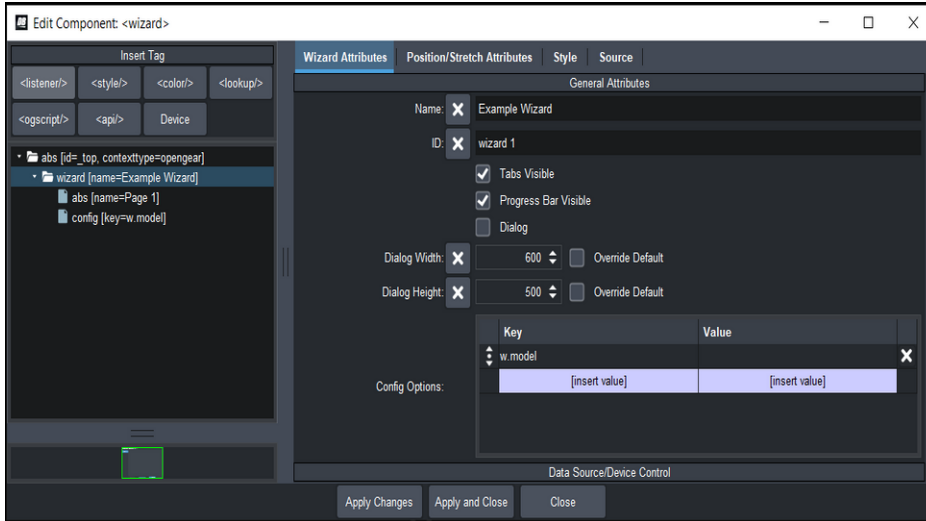 Edit Component: <wizard>
Insert Tag
<listener/> <style/> <color/> <lookup/>
<ogscript/> <api/> Device
abs [id=_top, contexttype=opengear]
wizard [name=Example Wizard]
abs [name=Page 1]
config [key=w.model]
Wizard Attributes Position/Stretch Attributes Style Source
General Attributes
Name: Example Wizard
ID: wizard 1
Tabs Visible
Progress Bar Visible
Dialog
Dialog Width: 600 Override Default
Dialog Height: 500 Override Default
Key Value
w.model
Config Options: [insert value] [insert value]
Data Source/Device Control
Apply Changes Apply and Close Close